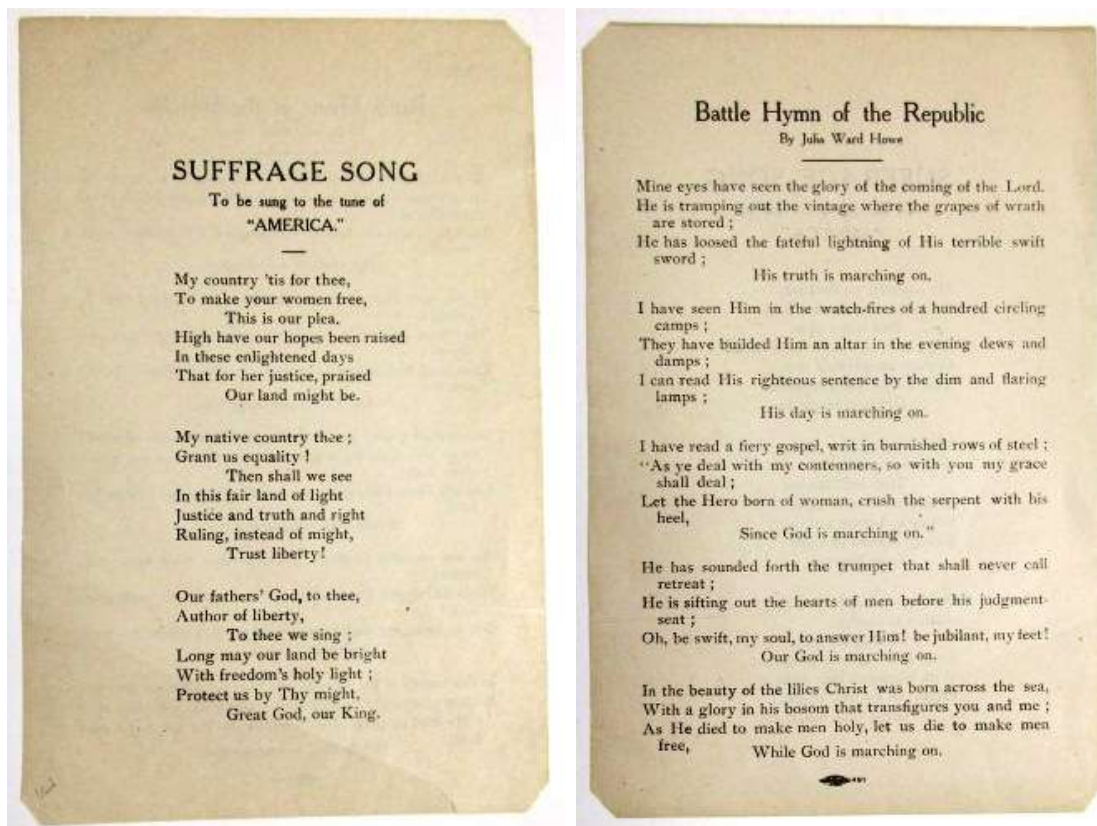 SUFFRAGE SONG
To be sung to the tune of
"AMERICA."
My country 'tis for thee,
To make your women free,
This is our plea.
High have our hopes been raised
In these enlightened days
That for her justice, praised
Our land might be.
My native country thee ;
Grant us equality !
Then shall we see
In this fair land of light
Justice and truth and right
Ruling, instead of might,
Trust liberty!
Our fathers' God, to thee,
Author of liberty,
To thee we sing ;
Long may our land be bright
With freedom's holy light ;
Protect us by Thy might,
Great God, our King.
Battle Hymn of the Republic
By Julia Ward Howe
Mine eyes have seen the glory of the coming of the Lord.
He is tramping out the vintage where the grapes of wrath
are stored ;
He has loosed the fateful lightning of His terrible swift
sword ;
His truth is marching on.
I have seen Him in the watch-fires of a hundred circling
camps ;
They have builded Him an altar in the evening dews and
damps ;
I can read His righteous sentence by the dim and flaring
lamps ;
His day is marching on.
I have read a fiery gospel, writ in burnished rows of steel ;
"As ye deal with my contemners, so with you my grace
shall deal ;
Let the Hero born of woman, crush the serpent with his
heel,
Since God is marching on."
He has sounded forth the trumpet that shall never call
retreat ;
He is sifting out the hearts of men before his judgment-
seat ;
Oh, be swift, my soul, to answer Him! be jubilant, my feet!
Our God is marching on.
In the beauty of the lilies Christ was born across the sea,
With a glory in his bosom that transfigures you and me ;
As He died to make men holy, let us die to make men
free,
While God is marching on.